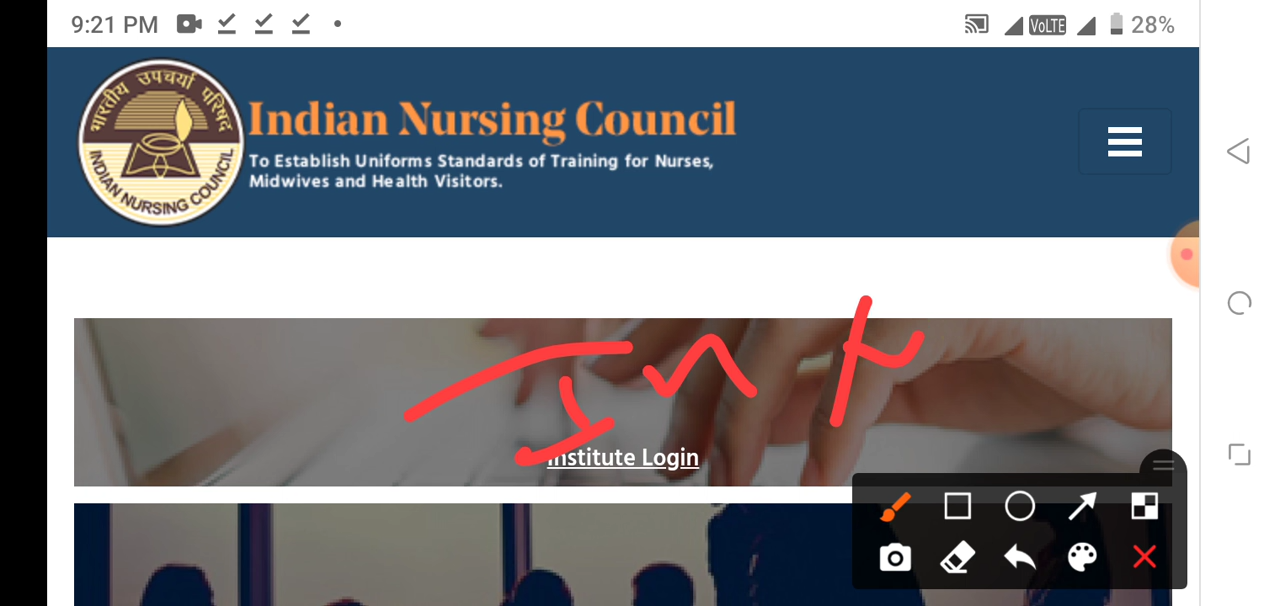 9:21 PM
VoLTE
28%
भारतीय उपचर्या परिषद
INDIAN NURSING COUNCIL
Indian Nursing Council
To Establish Uniforms Standards of Training for Nurses,
Midwives and Health Visitors.
Institute Login